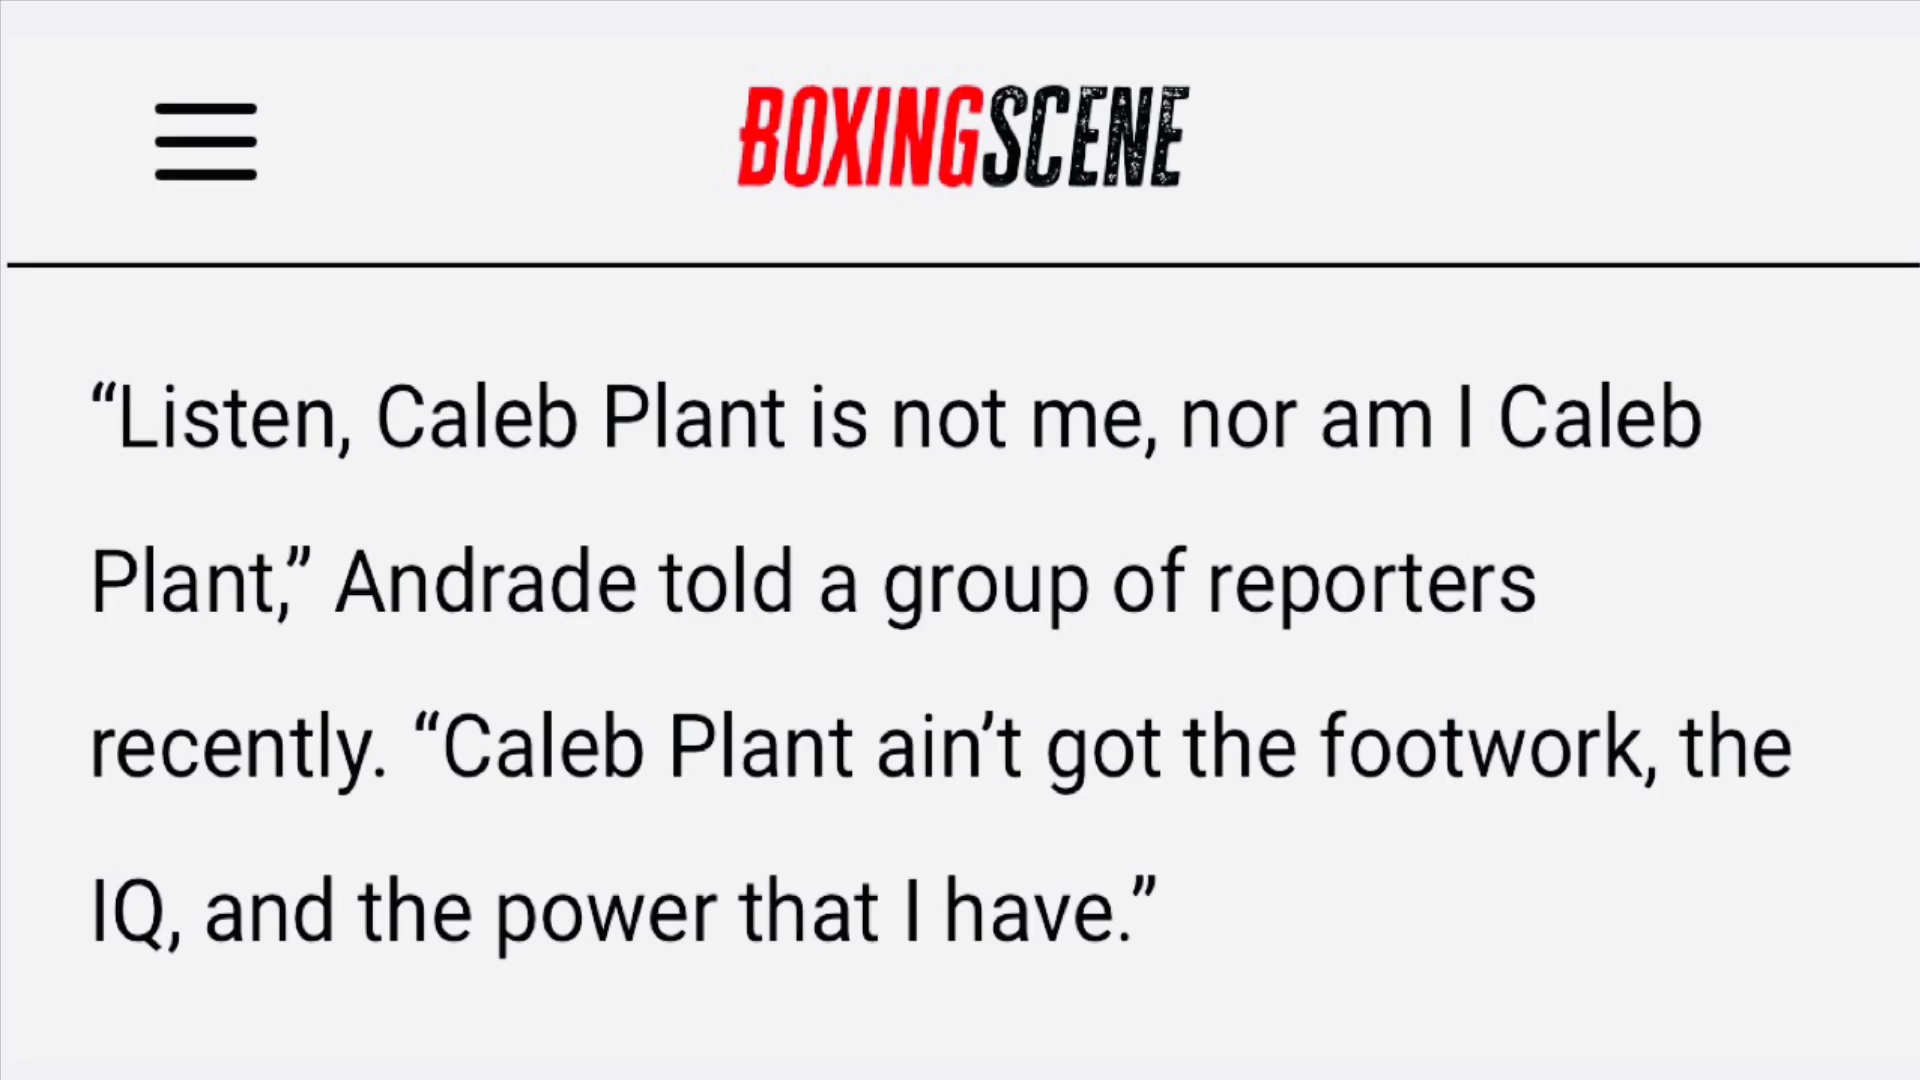 BOXINGSCENE
“Listen, Caleb Plant is not me, nor am I Caleb
Plant,” Andrade told a group of reporters
recently. “Caleb Plant ain’t got the footwork, the
IQ, and the power that I have.”